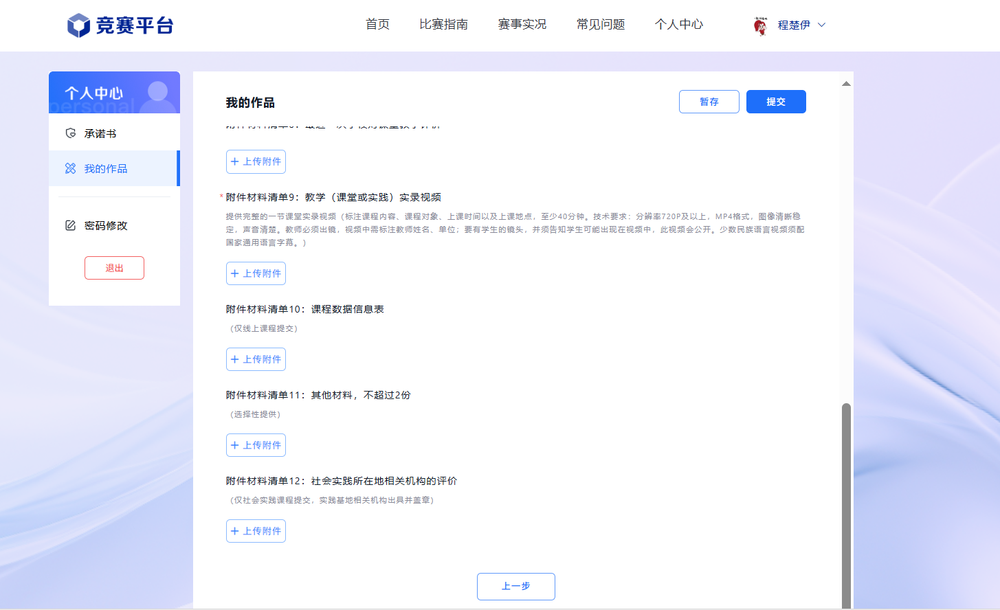 竞赛平台
首页 比赛指南 赛事实况 常见问题 个人中心 程楚伊
个人中心
personal
承诺书
我的作品
密码修改
退出
我的作品
暂存 提交
+ 上传附件
*附件材料清单9：教学（课堂或实践）实录视频
提供完整的一节课堂实录视频（标注课程内容、课程对象、上课时间以及上课地点，至少40分钟。技术要求：分辨率720P及以上，MP4格式，图像清晰稳
定，声音清楚。教师必须出镜，视频中需标注教师姓名、单位；要有学生的镜头，并须告知学生可能出现在视频中，此视频会公开。少数民族语言视频须配
国家通用语言字幕。）
+ 上传附件
附件材料清单10：课程数据信息表
（仅线上课程提交）
+ 上传附件
附件材料清单11：其他材料，不超过2份
（选择性提供）
+ 上传附件
附件材料清单12：社会实践所在地相关机构的评价
（仅社会实践课程提交，实践基地相关机构出具并盖章）
+ 上传附件
上一步